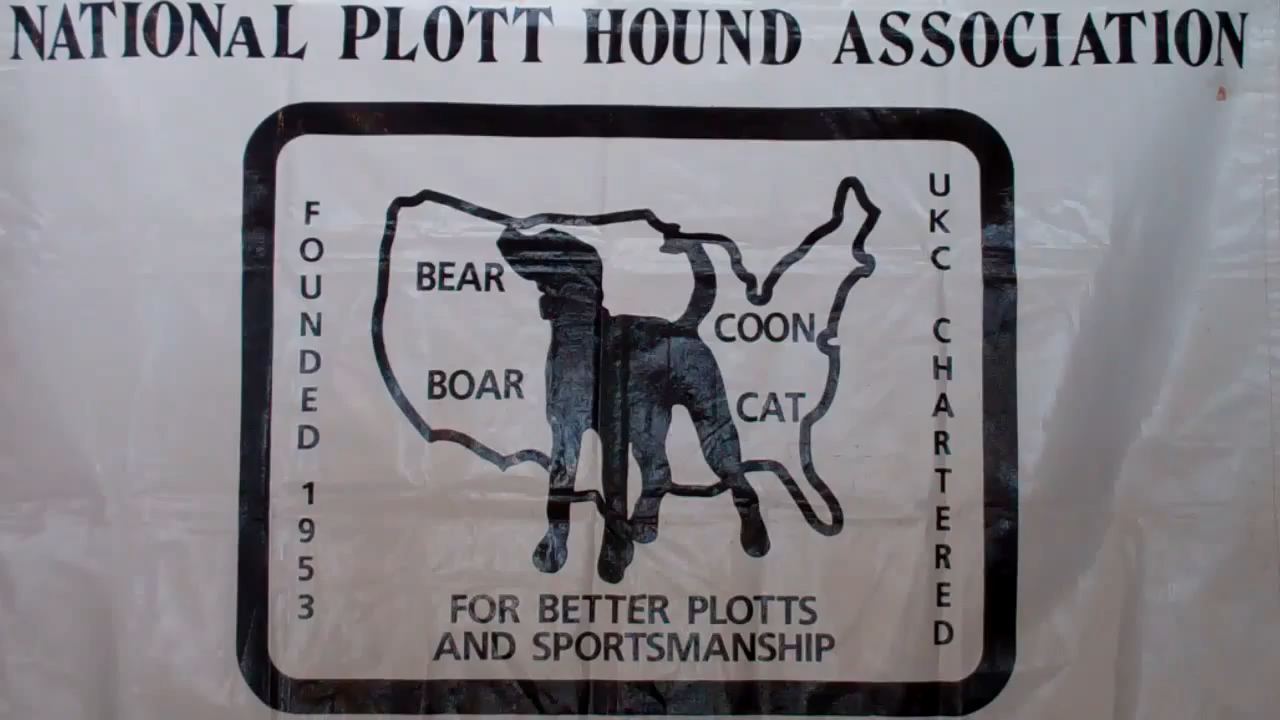 NATIONAL PLOTT HOUND ASSOCIATION
FOUNDED 1953
UKC CHARTERED
BEAR
COON
BOAR
CAT
FOR BETTER PLOTTS
AND SPORTSMANSHIP